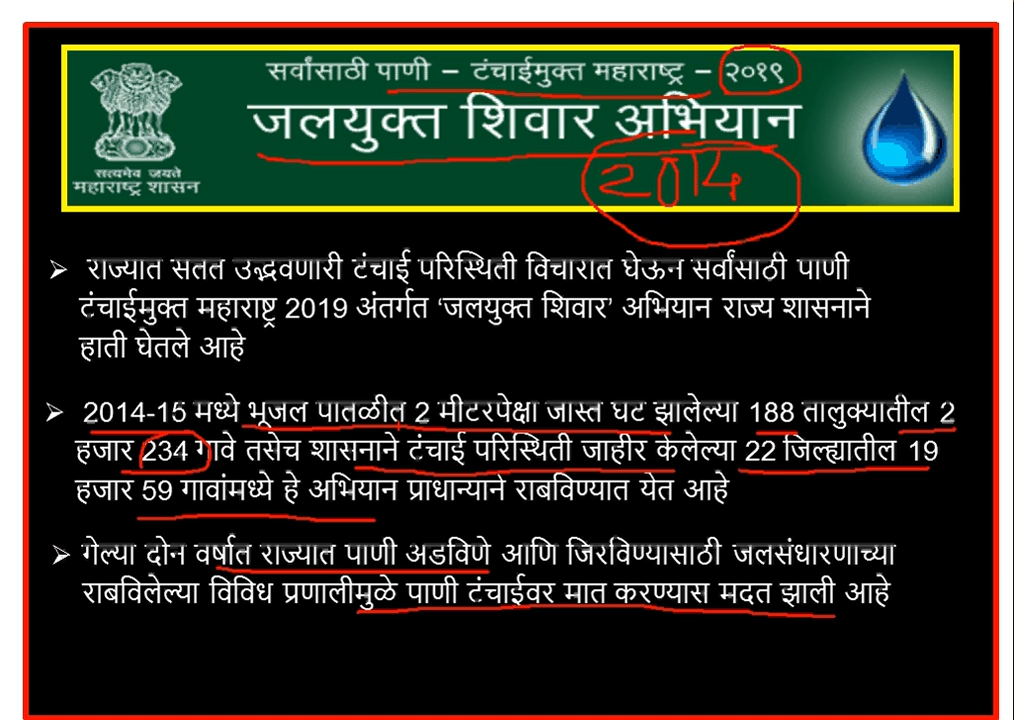 सर्वांसाठी पाणी – टंचाईमुक्त महाराष्ट्र – २०१९
जलयुक्त शिवार अभियान
2014
सत्यमेव जयते
महाराष्ट्र शासन
➢ राज्यात सतत उद्भवणारी टंचाई परिस्थिती विचारात घेऊन सर्वांसाठी पाणी
टंचाईमुक्त महाराष्ट्र 2019 अंतर्गत ‘जलयुक्त शिवार’ अभियान राज्य शासनाने
हाती घेतले आहे
➢ 2014-15 मध्ये भूजल पातळीत 2 मीटरपेक्षा जास्त घट झालेल्या 188 तालुक्यातील 2
हजार 234 गावे तसेच शासनाने टंचाई परिस्थिती जाहीर केलेल्या 22 जिल्ह्यातील 19
हजार 59 गावांमध्ये हे अभियान प्राधान्याने राबविण्यात येत आहे
➢ गेल्या दोन वर्षात राज्यात पाणी अडविणे आणि जिरविण्यासाठी जलसंधारणाच्या
राबविलेल्या विविध प्रणालीमुळे पाणी टंचाईवर मात करण्यास मदत झाली आहे